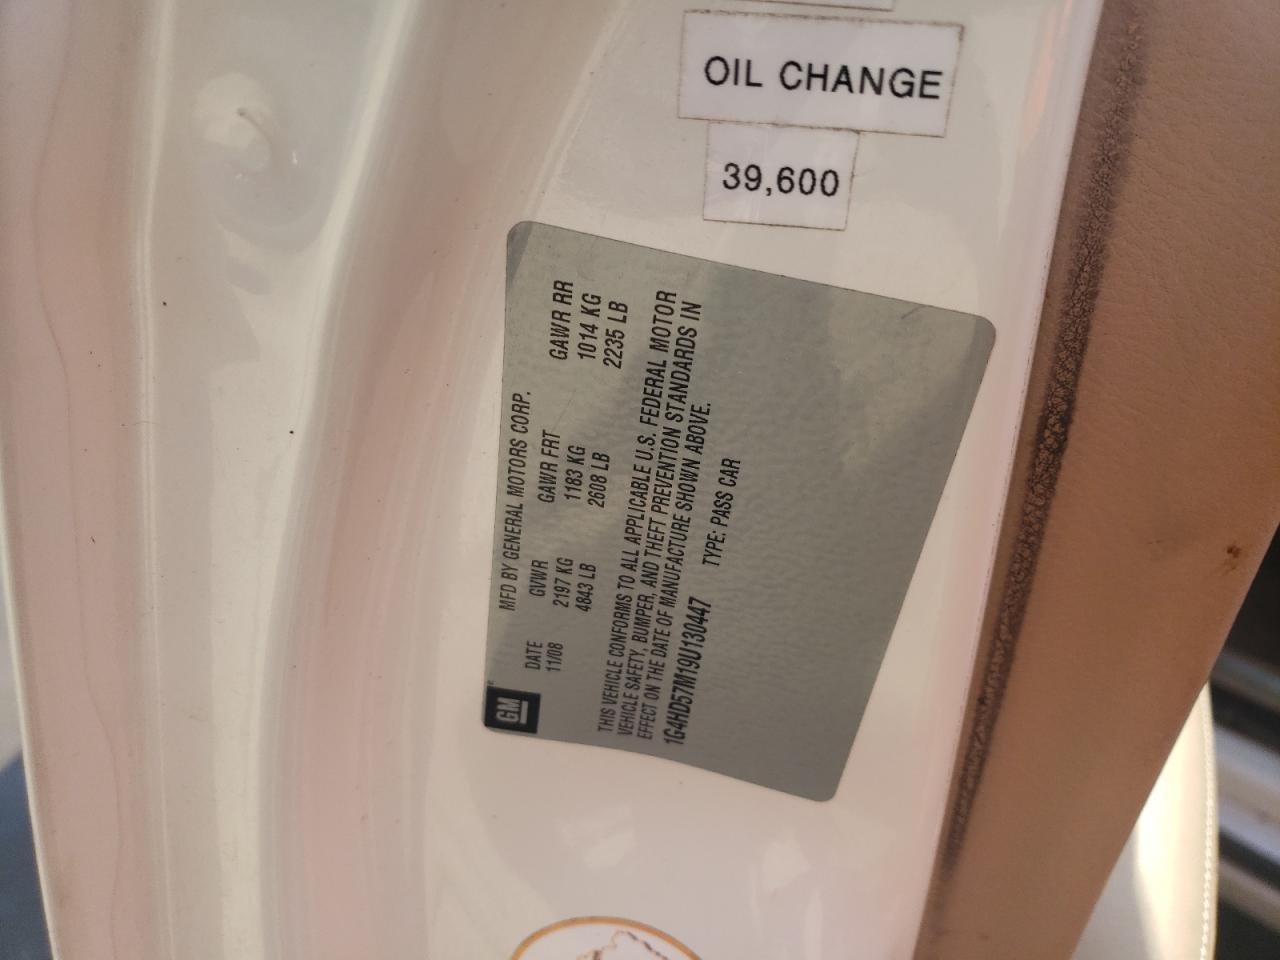 OIL CHANGE
39,600
GM
MFD BY GENERAL MOTORS CORP.
DATE GVWR GAWR FRT GAWR RR
11/08 2197 KG 1183 KG 1014 KG
4843 LB 2608 LB 2235 LB
THIS VEHICLE CONFORMS TO ALL APPLICABLE U.S. FEDERAL MOTOR
VEHICLE SAFETY, BUMPER, AND THEFT PREVENTION STANDARDS IN
EFFECT ON THE DATE OF MANUFACTURE SHOWN ABOVE.
1G4HD57M19U130447 TYPE: PASS CAR